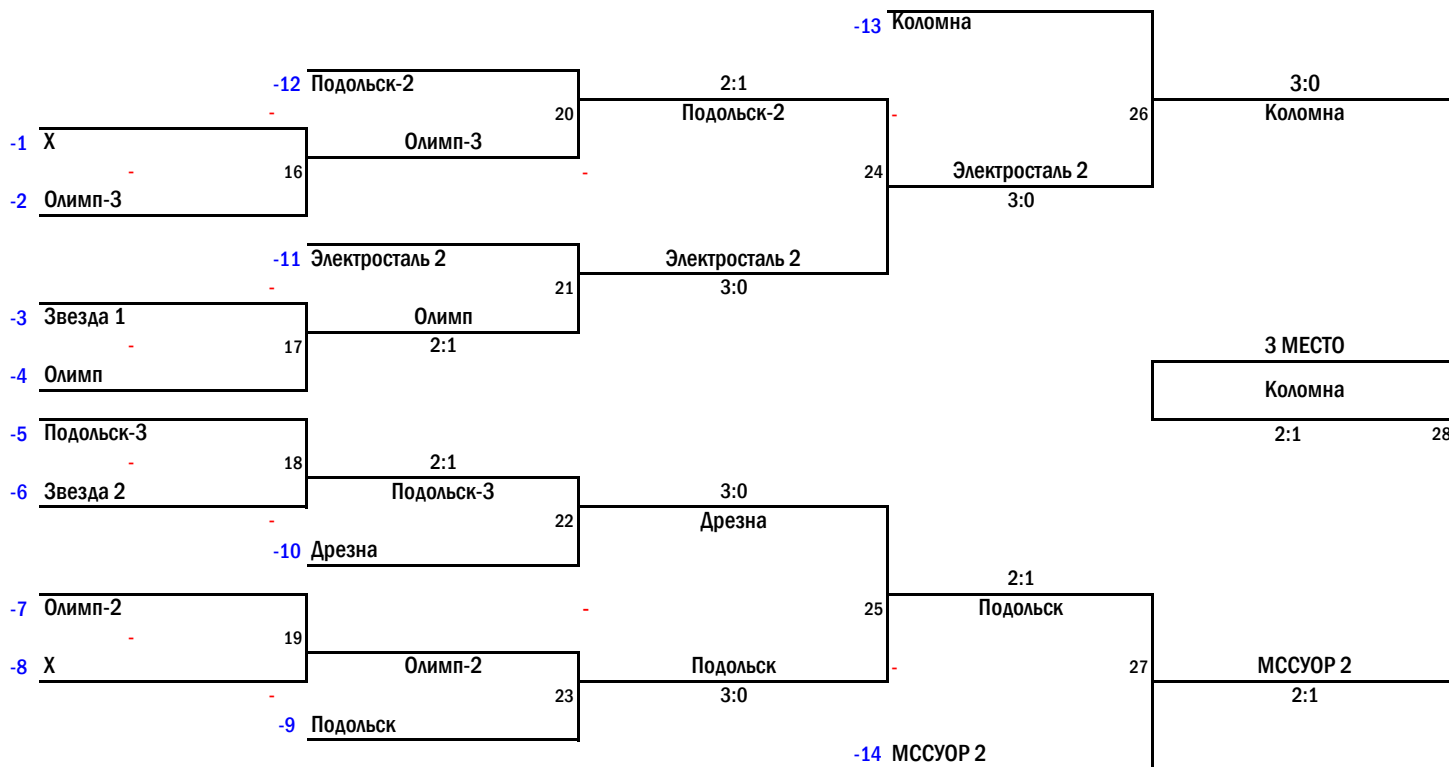 -13 Коломна
-12 Подольск-2 2:1 3:0
- 20 Подольск-2 - 26 Коломна
-1 X Олимп-3
- 16 - 24 Электросталь 2
-2 Олимп-3 3:0
-11 Электросталь 2 Электросталь 2
- 21 3:0
-3 Звезда 1 Олимп
- 17 2:1 3 МЕСТО
-4 Олимп Коломна
-5 Подольск-3 2:1 28
- 18 2:1
-6 Звезда 2 Подольск-3 3:0
- 22 Дрезна
-10 Дрезна
2:1
-7 Олимп-2 - 25 Подольск
- 19
-8 X Олимп-2 Подольск - 27 МССУОР 2
- 23 3:0 2:1
-9 Подольск
-14 МССУОР 2